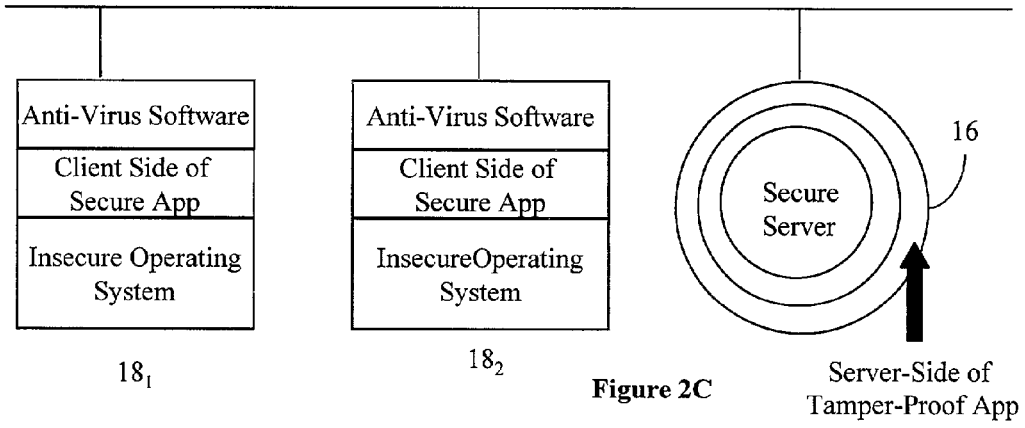 Anti-Virus Software
Client Side of
Secure App
Insecure Operating
System
18₁
Anti-Virus Software
Client Side of
Secure App
InsecureOperating
System
18₂
Secure
Server
16
Server-Side of
Tamper-Proof App
Figure 2C